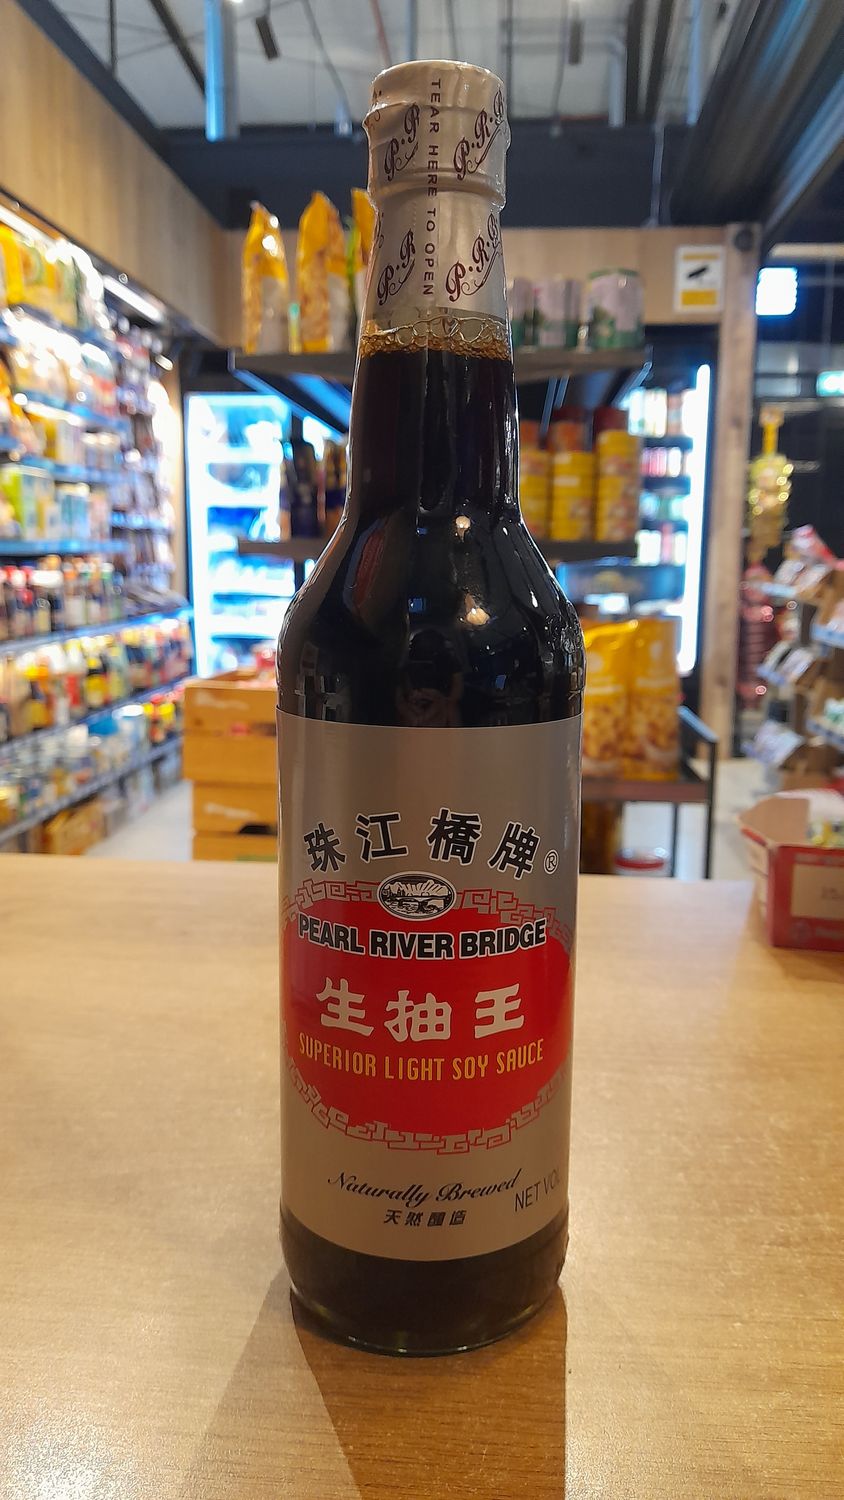 TEAR HERE TO OPEN
P.R.B
P.R.B
P.R.B
珠江橋牌®
PEARL RIVER BRIDGE
生抽王
SUPERIOR LIGHT SOY SAUCE
Naturally Brewed
天然釀造
NET VOL